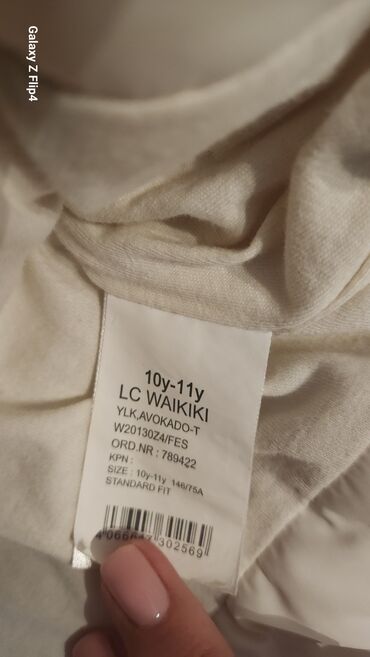 Galaxy Z Flip4
10y-11y
LC WAIKIKI
YLK,AVOKADO-T
W20130Z4/FES
ORD.NR : 789422
KPN :
SIZE : 10y-11y 146/75A
STANDARD FIT
302569